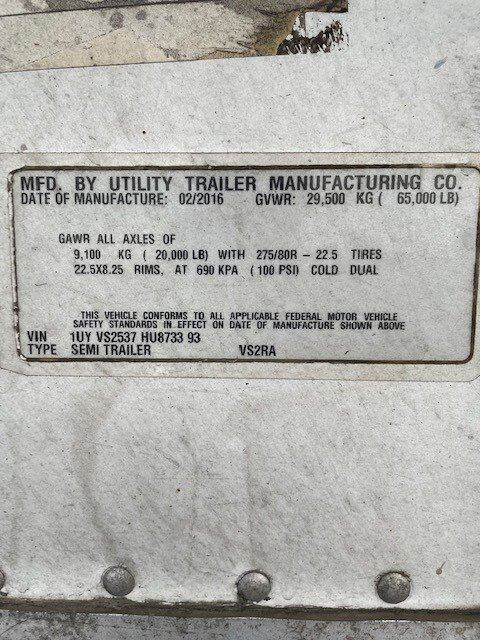 MFD. BY UTILITY TRAILER MANUFACTURING CO.
DATE OF MANUFACTURE: 02/2016 GVWR: 29,500 KG ( 65,000 LB)
GAWR ALL AXLES OF
9,100 KG ( 20,000 LB) WITH 275/80R - 22.5 TIRES
22.5X8.25 RIMS, AT 690 KPA (100 PSI) COLD DUAL
THIS VEHICLE CONFORMS TO ALL APPLICABLE FEDERAL MOTOR VEHICLE
SAFETY STANDARDS IN EFFECT ON DATE OF MANUFACTURE SHOWN ABOVE
VIN 1UY VS2537 HU8733 93
TYPE SEMI TRAILER VS2RA